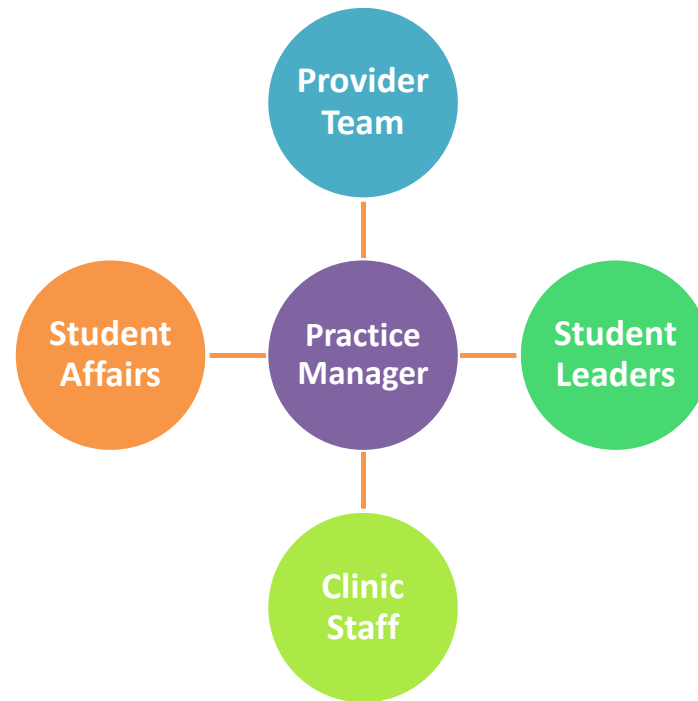 Provider
Team
Student
Affairs
Practice
Manager
Student
Leaders
Clinic
Staff